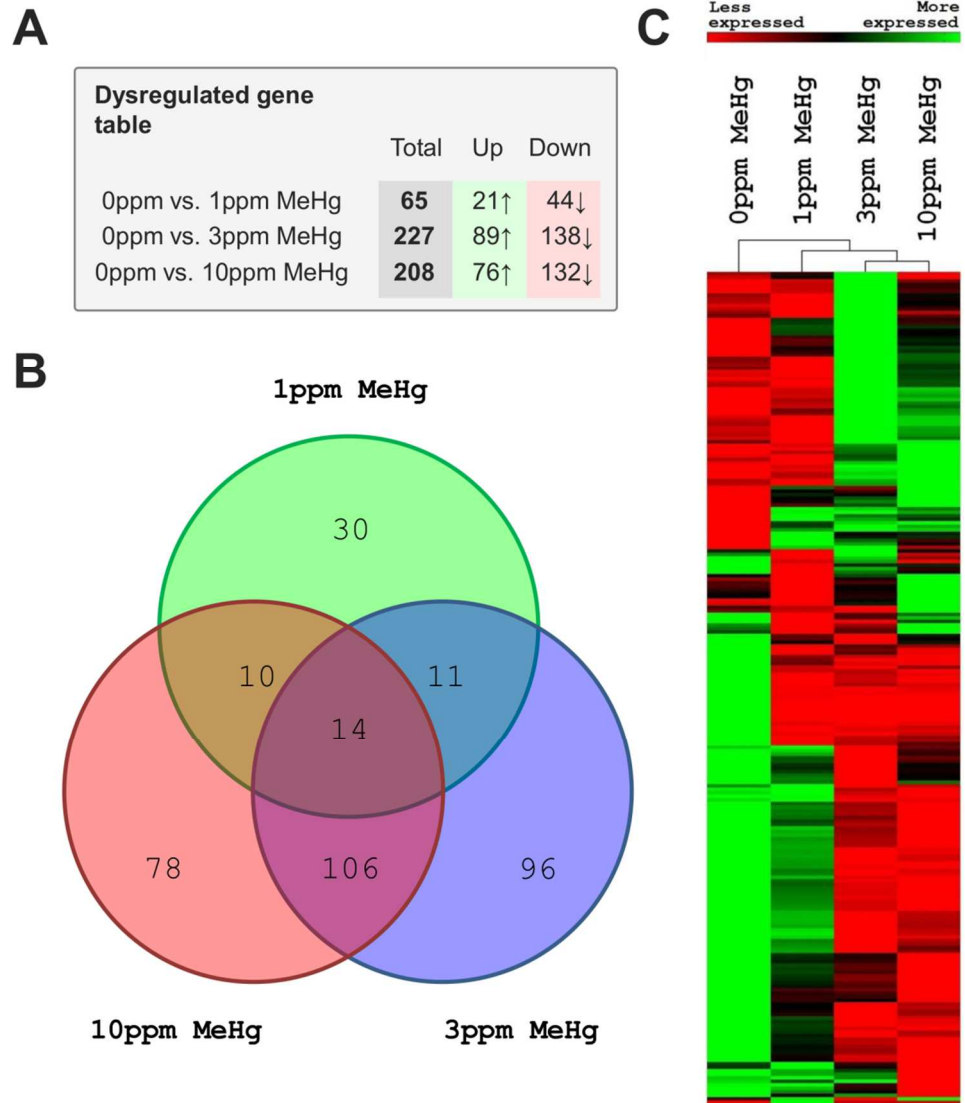 A
Dysregulated gene
table
Total Up Down
0ppm vs. 1ppm MeHg 65 21↑ 44↓
0ppm vs. 3ppm MeHg 227 89↑ 138↓
0ppm vs. 10ppm MeHg 208 76↑ 132↓
B
1ppm MeHg
30
10 11
14
78 106 96
10ppm MeHg 3ppm MeHg
C
Less expressed More expressed
0ppm MeHg
1ppm MeHg
3ppm MeHg
10ppm MeHg